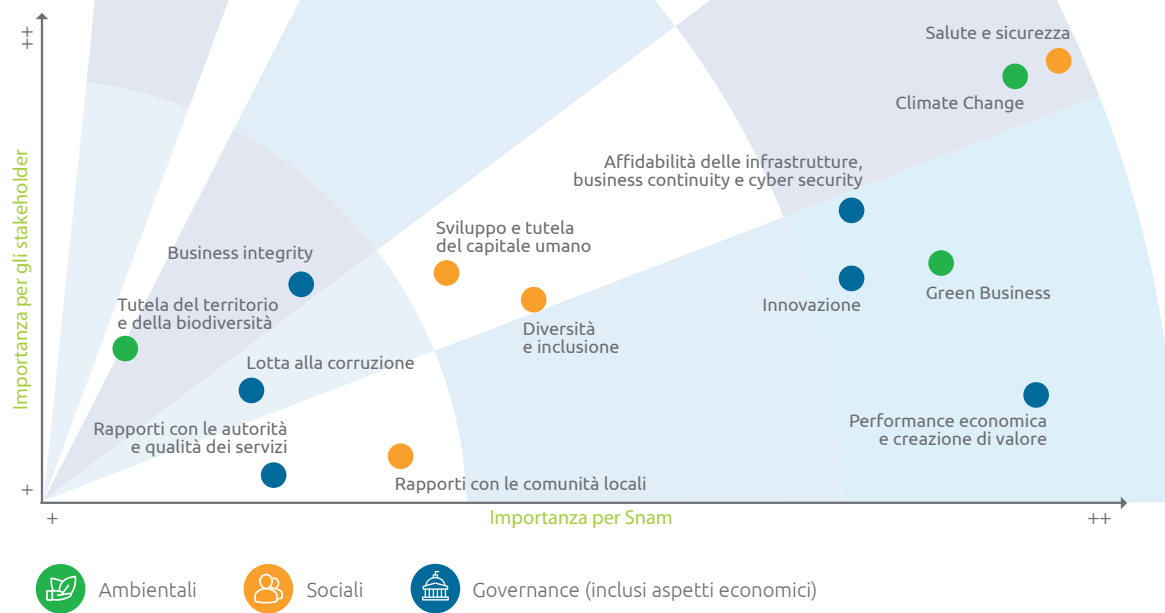 ++
Importanza per gli stakeholder
+
Salute e sicurezza
Climate Change
Affidabilità delle infrastrutture,
business continuity e cyber security
Sviluppo e tutela
del capitale umano
Business integrity
Tutela del territorio
e della biodiversità
Diversità
e inclusione
Innovazione
Green Business
Lotta alla corruzione
Rapporti con le autorità
e qualità dei servizi
Performance economica
e creazione di valore
Rapporti con le comunità locali
+
Importanza per Snam
++
Ambientali
Sociali
Governance (inclusi aspetti economici)